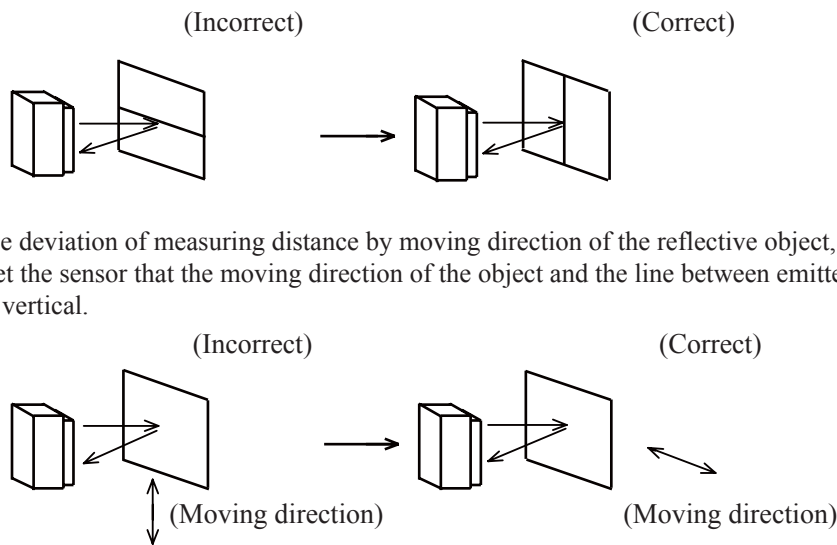 (Incorrect) (Correct)
e deviation of measuring distance by moving direction of the reflective object,
et the sensor that the moving direction of the object and the line between emitte
vertical.
(Incorrect) (Correct)
(Moving direction) (Moving direction)